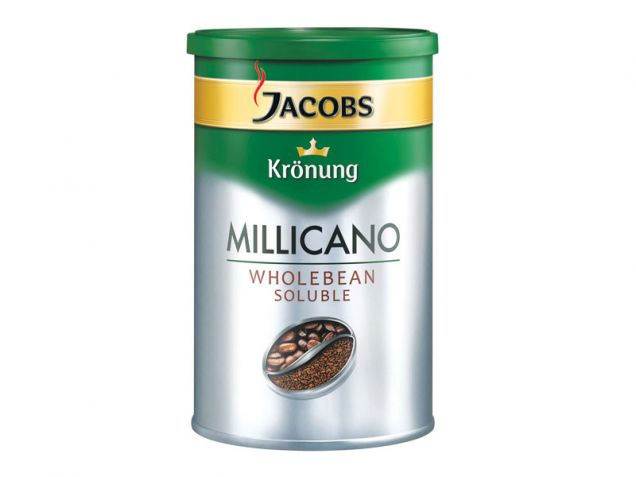 JACOBS
Krönung
MILLICANO
WHOLEBEAN
SOLUBLE